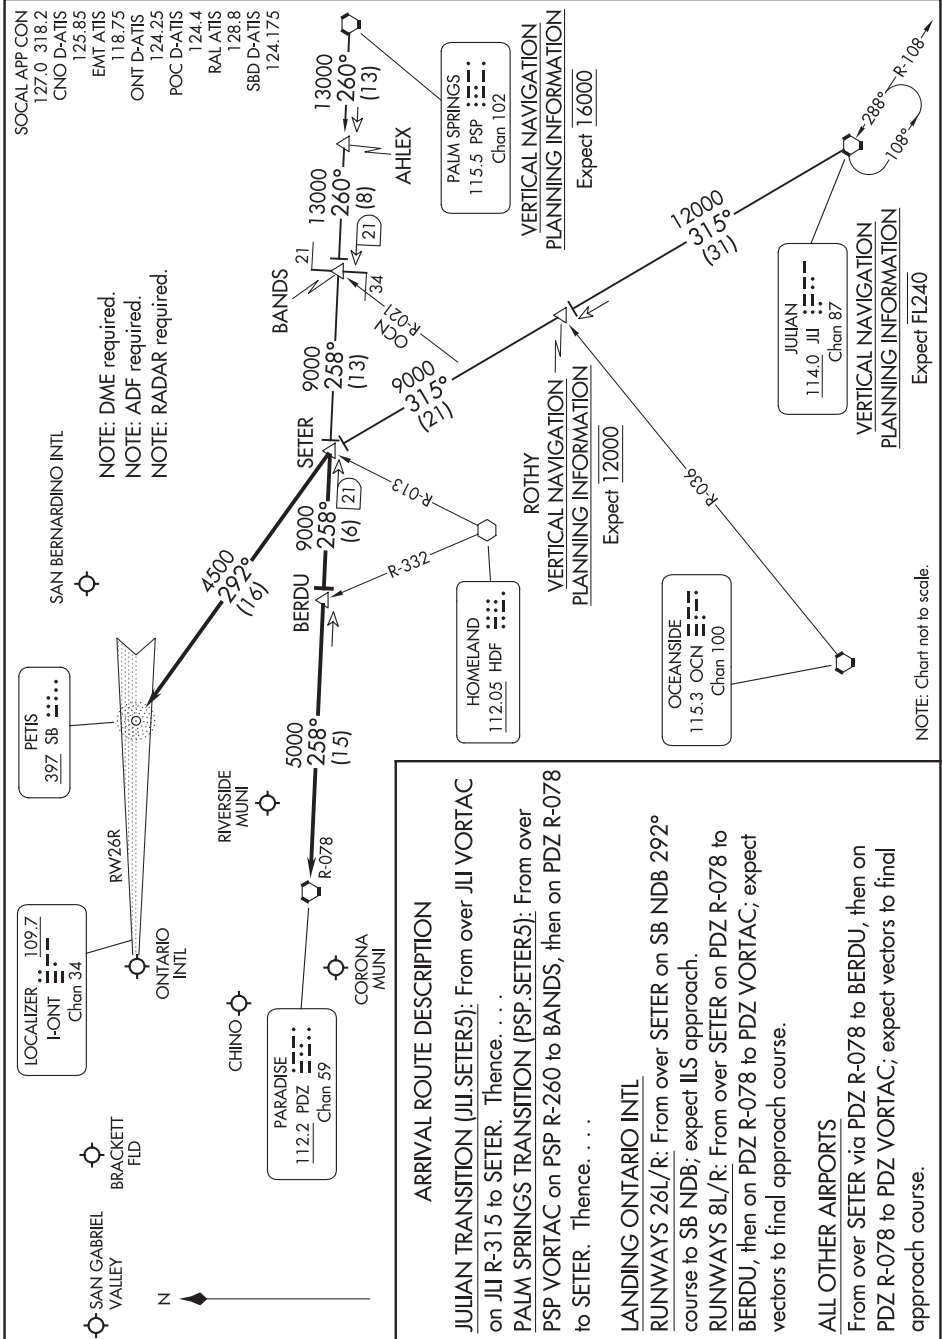 SOCAL APP CON
127.0 318.2
CNO D-ATIS
125.85
EMT ATIS
118.75
ONT D-ATIS
124.25
POC D-ATIS
124.4
RAL ATIS
128.8
SBD D-ATIS
124.175
NOTE: DME required.
NOTE: ADF required.
NOTE: RADAR required.
SAN BERNARDINO INTL
PETIS
397 SB
RW26R
LOCALIZER 109.7
I-ONT
Chan 34
ONTARIO
INTL
BRACKETT
FLD
SAN GABRIEL
VALLEY
N
CHINO
RIVERSIDE
MUNI
CORONA
MUNI
PARADISE
112.2 PDZ
Chan 59
R-078
5000
258°
(15)
BERDU
9000
258°
(6)
21
4500
292°
(16)
SETER
9000
258°
(13)
BANDS
21
34
21
13000
260°
(8)
AHLEX
13000
260°
(13)
PALM SPRINGS
115.5 PSP
Chan 102
VERTICAL NAVIGATION
PLANNING INFORMATION
Expect 16000
OCN
R-021
9000
315°
(21)
R-013
R-332
HOMELAND
112.05 HDF
ROTHY
VERTICAL NAVIGATION
PLANNING INFORMATION
Expect 12000
12000
315°
(31)
R-036
OCEANSIDE
115.3 OCN
Chan 100
JULIAN
114.0 JLI
Chan 87
VERTICAL NAVIGATION
PLANNING INFORMATION
Expect FL240
288°
R-108
108°
NOTE: Chart not to scale.
ARRIVAL ROUTE DESCRIPTION
JULIAN TRANSITION (JLI.SETER5): From over JLI VORTAC
on JLI R-315 to SETER. Thence. . . .
PALM SPRINGS TRANSITION (PSP.SETER5): From over
PSP VORTAC on PSP R-260 to BANDS, then on PDZ R-078
to SETER. Thence. . . .
LANDING ONTARIO INTL
RUNWAYS 26L/R: From over SETER on SB NDB 292°
course to SB NDB; expect ILS approach.
RUNWAYS 8L/R: From over SETER on PDZ R-078 to
BERDU, then on PDZ R-078 to PDZ VORTAC; expect
vectors to final approach course.
ALL OTHER AIRPORTS
From over SETER via PDZ R-078 to BERDU, then on
PDZ R-078 to PDZ VORTAC; expect vectors to final
approach course.